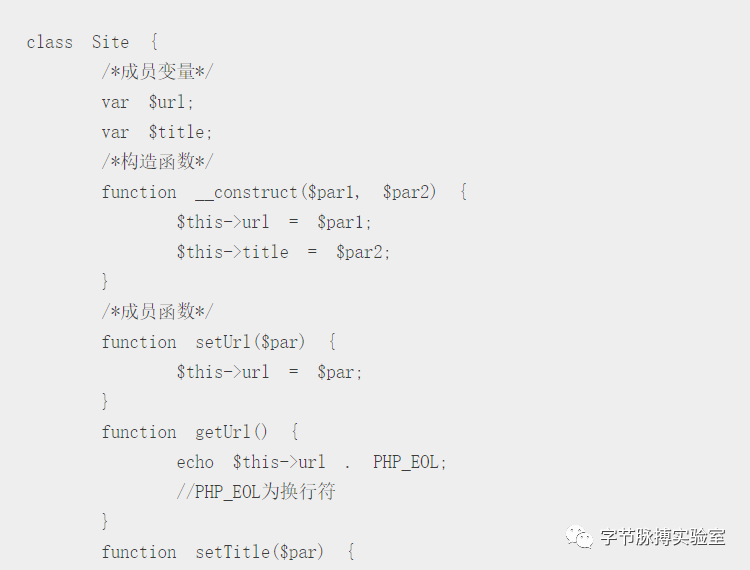 class Site {
/*成员变量*/
var $url;
var $title;
/*构造函数*/
function __construct($par1, $par2) {
$this->url = $par1;
$this->title = $par2;
}
/*成员函数*/
function setUrl($par) {
$this->url = $par;
}
function getUrl() {
echo $this->url . PHP_EOL;
//PHP_EOL为换行符
}
function setTitle($par) {
字节脉搏实验室